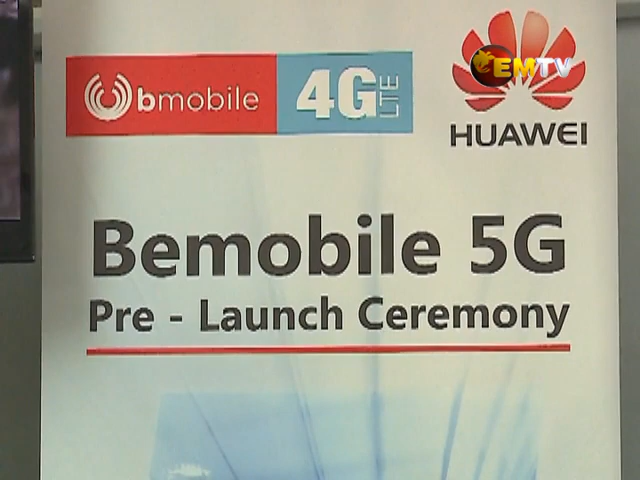 bmobile 4G LTE
EMTV
HUAWEI
Bemobile 5G
Pre - Launch Ceremony